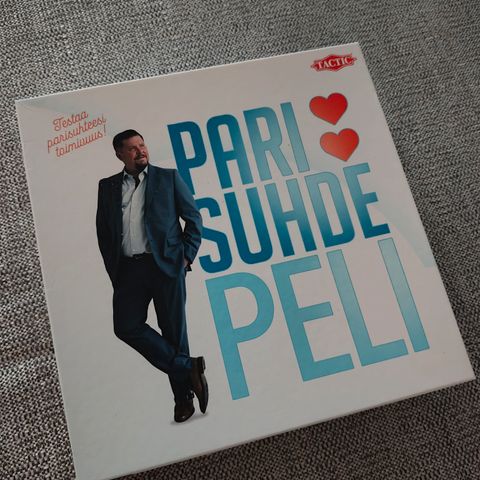 TACTIC
Testaa
parisuhteesi
toimivuus!
PARI
SUHDE
PELI